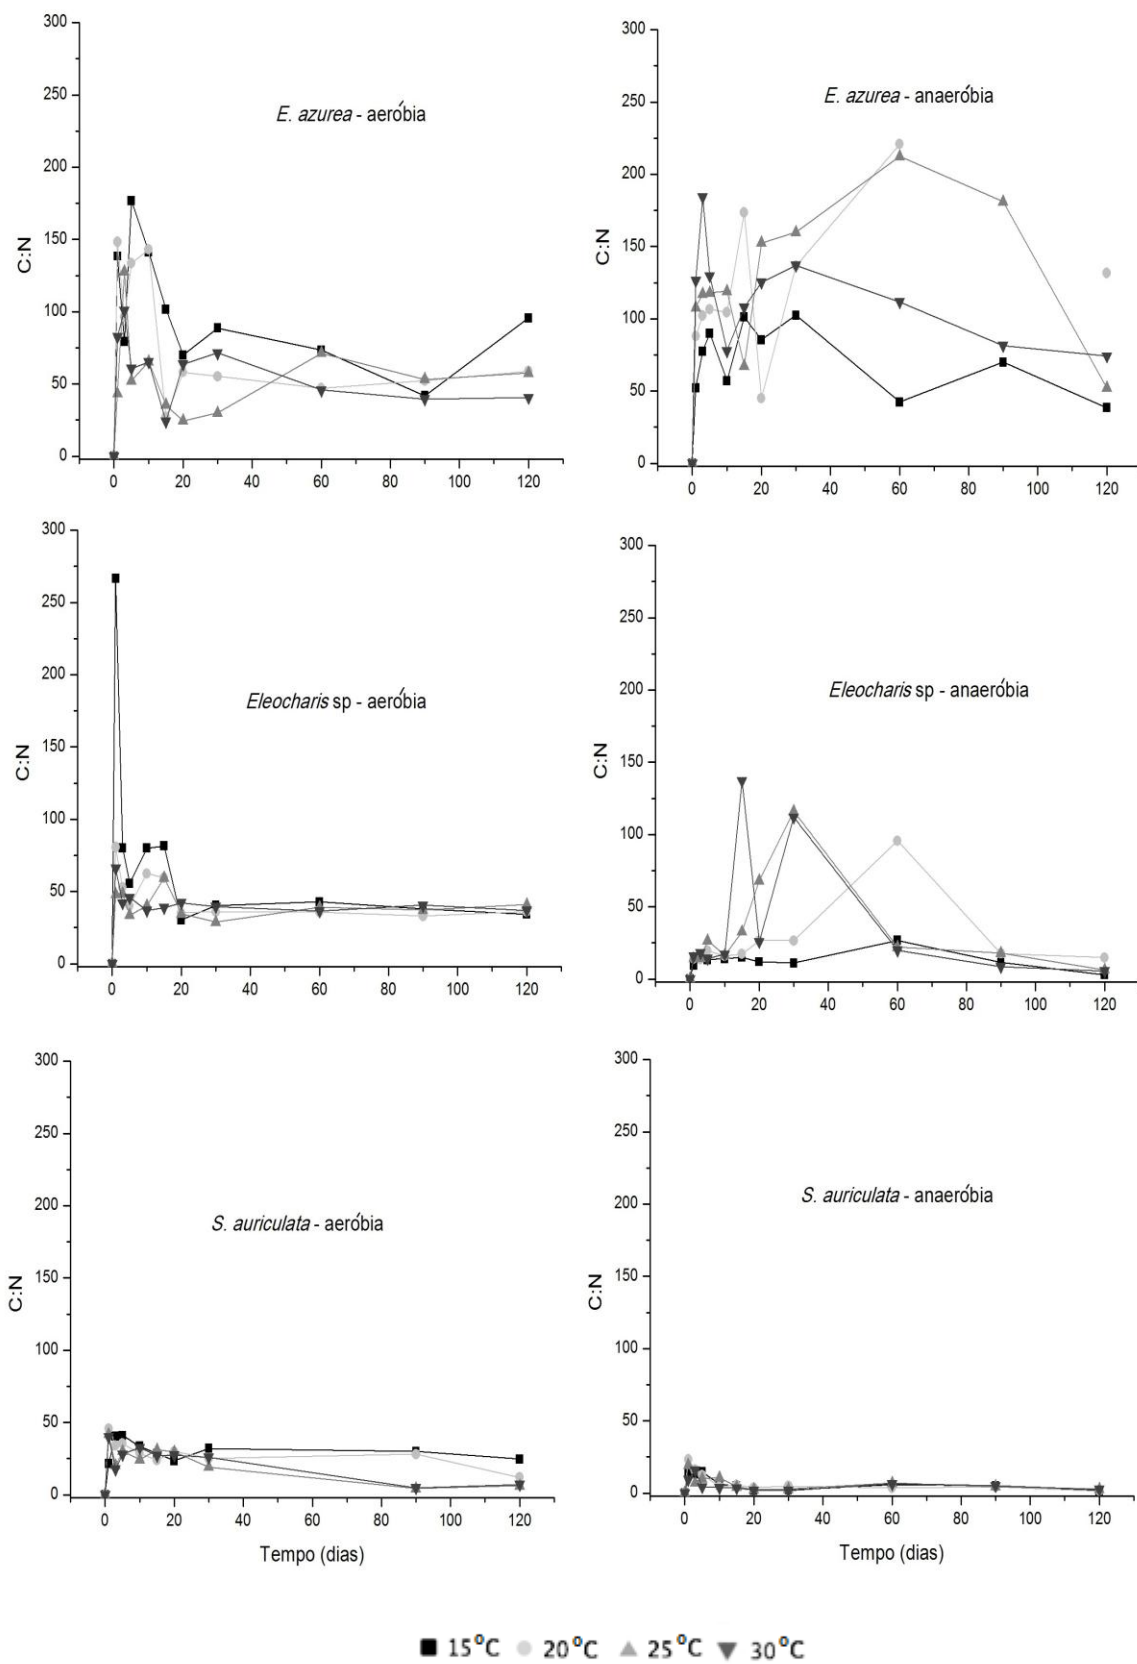 300
250
200
150
100
50
0
C:N
E. azurea - aeróbia
0 20 40 60 80 100 120
300
250
200
150
100
50
0
C:N
E. azurea - anaeróbia
0 20 40 60 80 100 120
300
250
200
150
100
50
0
C:N
Eleocharis sp - aeróbia
0 20 40 60 80 100 120
300
250
200
150
100
50
0
C:N
Eleocharis sp - anaeróbia
0 20 40 60 80 100 120
300
250
200
150
100
50
0
C:N
S. auriculata - aeróbia
0 20 40 60 80 100 120
Tempo (dias)
300
250
200
150
100
50
0
C:N
S. auriculata - anaeróbia
0 20 40 60 80 100 120
Tempo (dias)
15°C 20°C 25°C 30°C